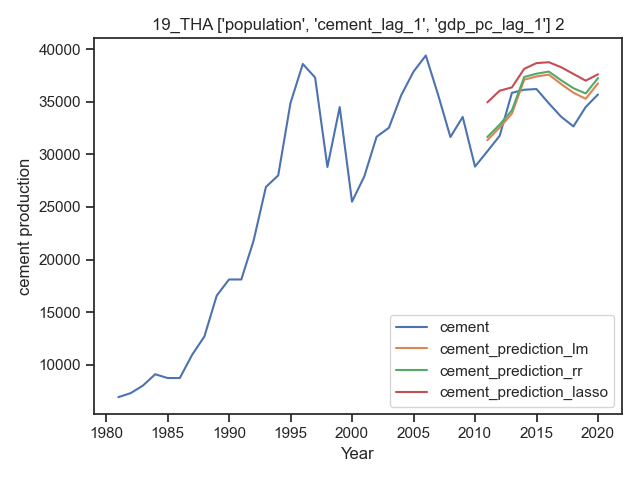 19_THA ['population', 'cement_lag_1', 'gdp_pc_lag_1'] 2
40000
35000
30000
25000
20000
15000
10000
cement production
cement
cement_prediction_lm
cement_prediction_rr
cement_prediction_lasso
1980 1985 1990 1995 2000 2005 2010 2015 2020
Year